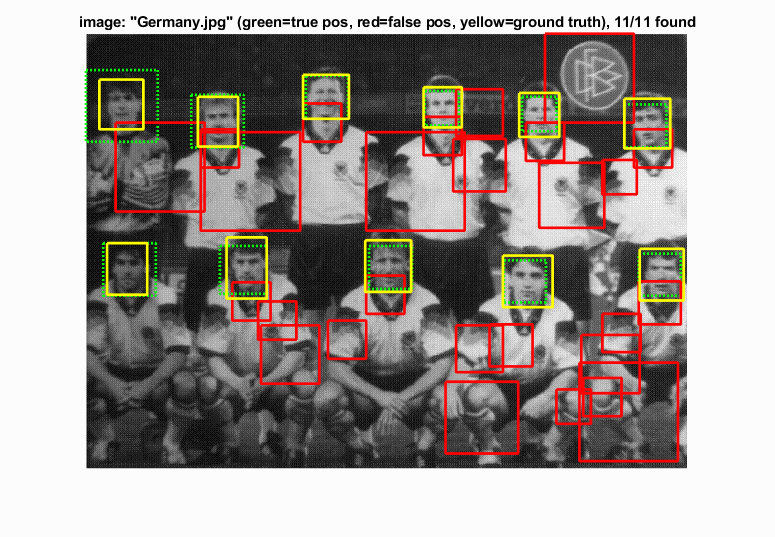 image: "Germany.jpg" (green=true pos, red=false pos, yellow=ground truth), 11/11 found